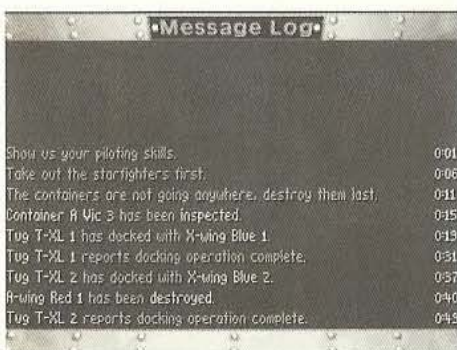 •Message Log•
Show us your piloting skills. 0:01
Take out the starfighters first. 0:06
The containers are not going anywhere, destroy them last. 0:11
Container A Vic 3 has been inspected. 0:15
Tug T-XL 1 has docked with X-wing Blue 1. 0:19
Tug T-XL 1 reports docking operation complete. 0:31
Tug T-XL 2 has docked with X-wing Blue 2. 0:37
A-wing Red 1 has been destroyed. 0:40
Tug T-XL 2 reports docking operation complete.